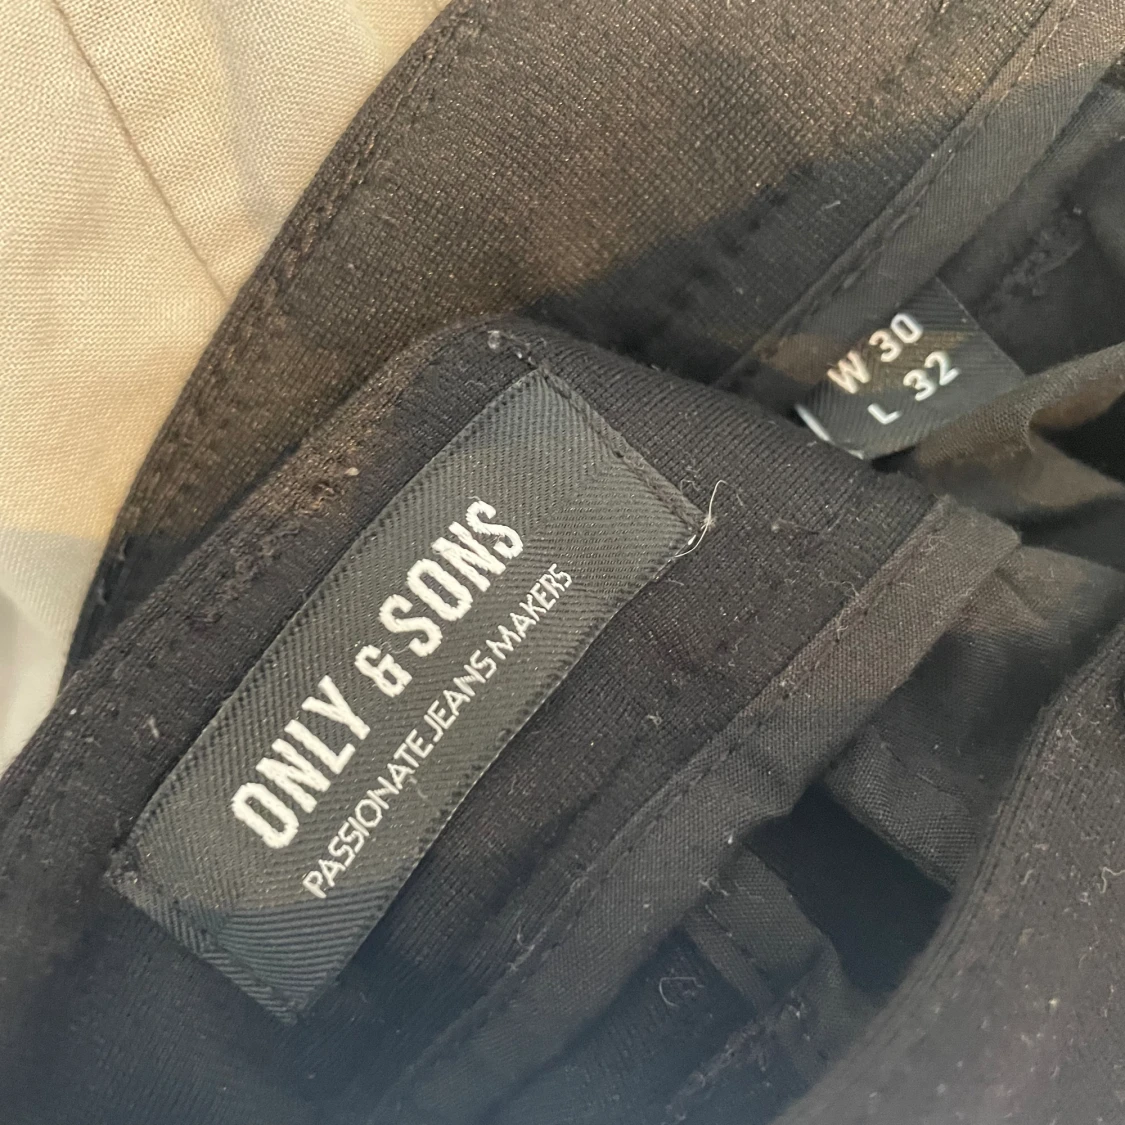 ONLY & SONS
PASSIONATE JEANS MAKERS
W 30
L 32